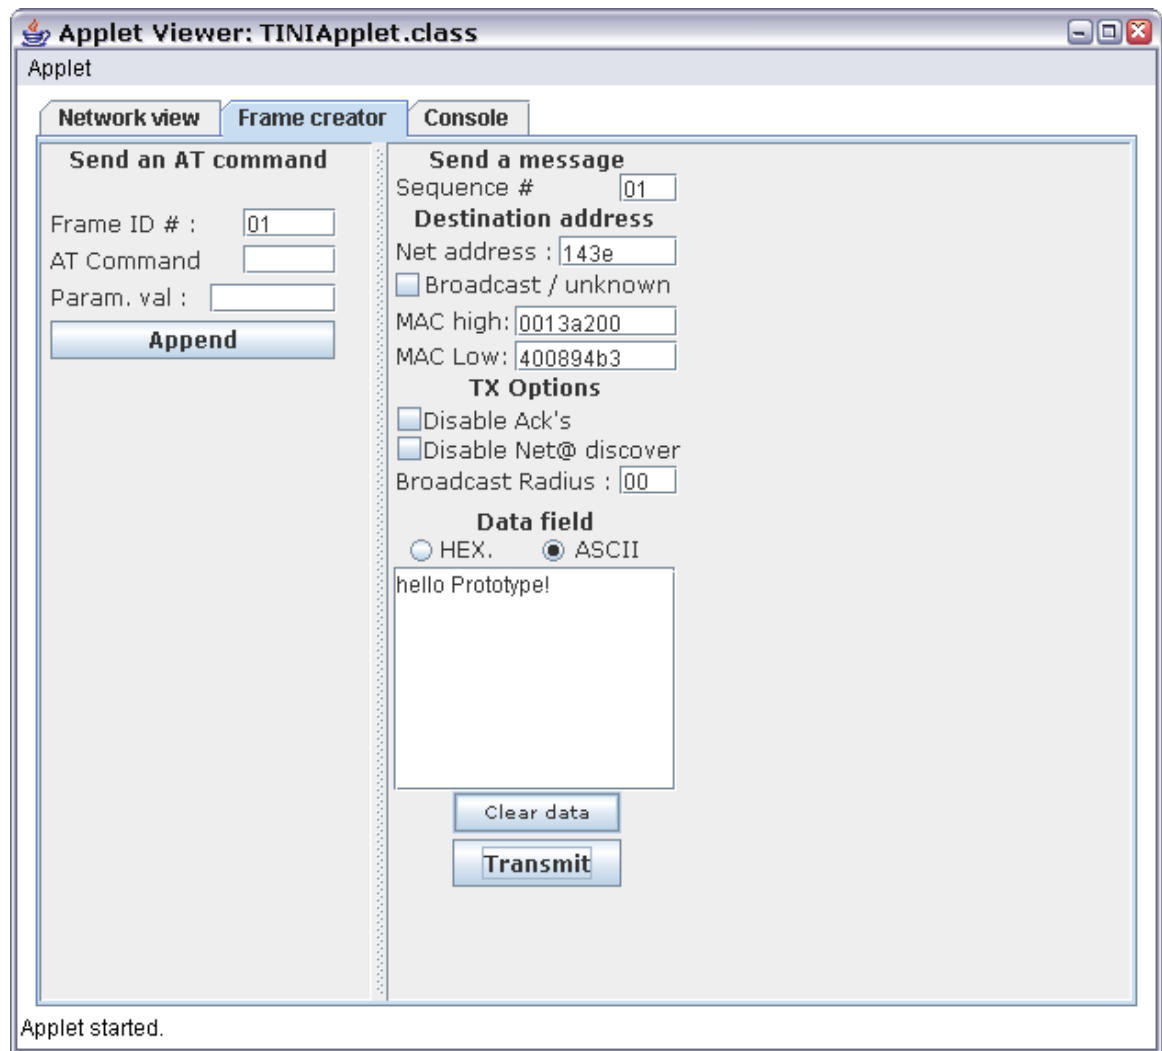 Applet Viewer: TINIApplet.class
Applet
Network view
Frame creator
Console
Send an AT command
Frame ID # : 01
AT Command
Param. val :
Append
Send a message
Sequence # 01
Destination address
Net address : 143e
Broadcast / unknown
MAC high: 0013a200
MAC Low: 400894b3
TX Options
Disable Ack's
Disable Net@ discover
Broadcast Radius : 00
Data field
HEX. ASCII
hello Prototype!
Clear data
Transmit
Applet started.